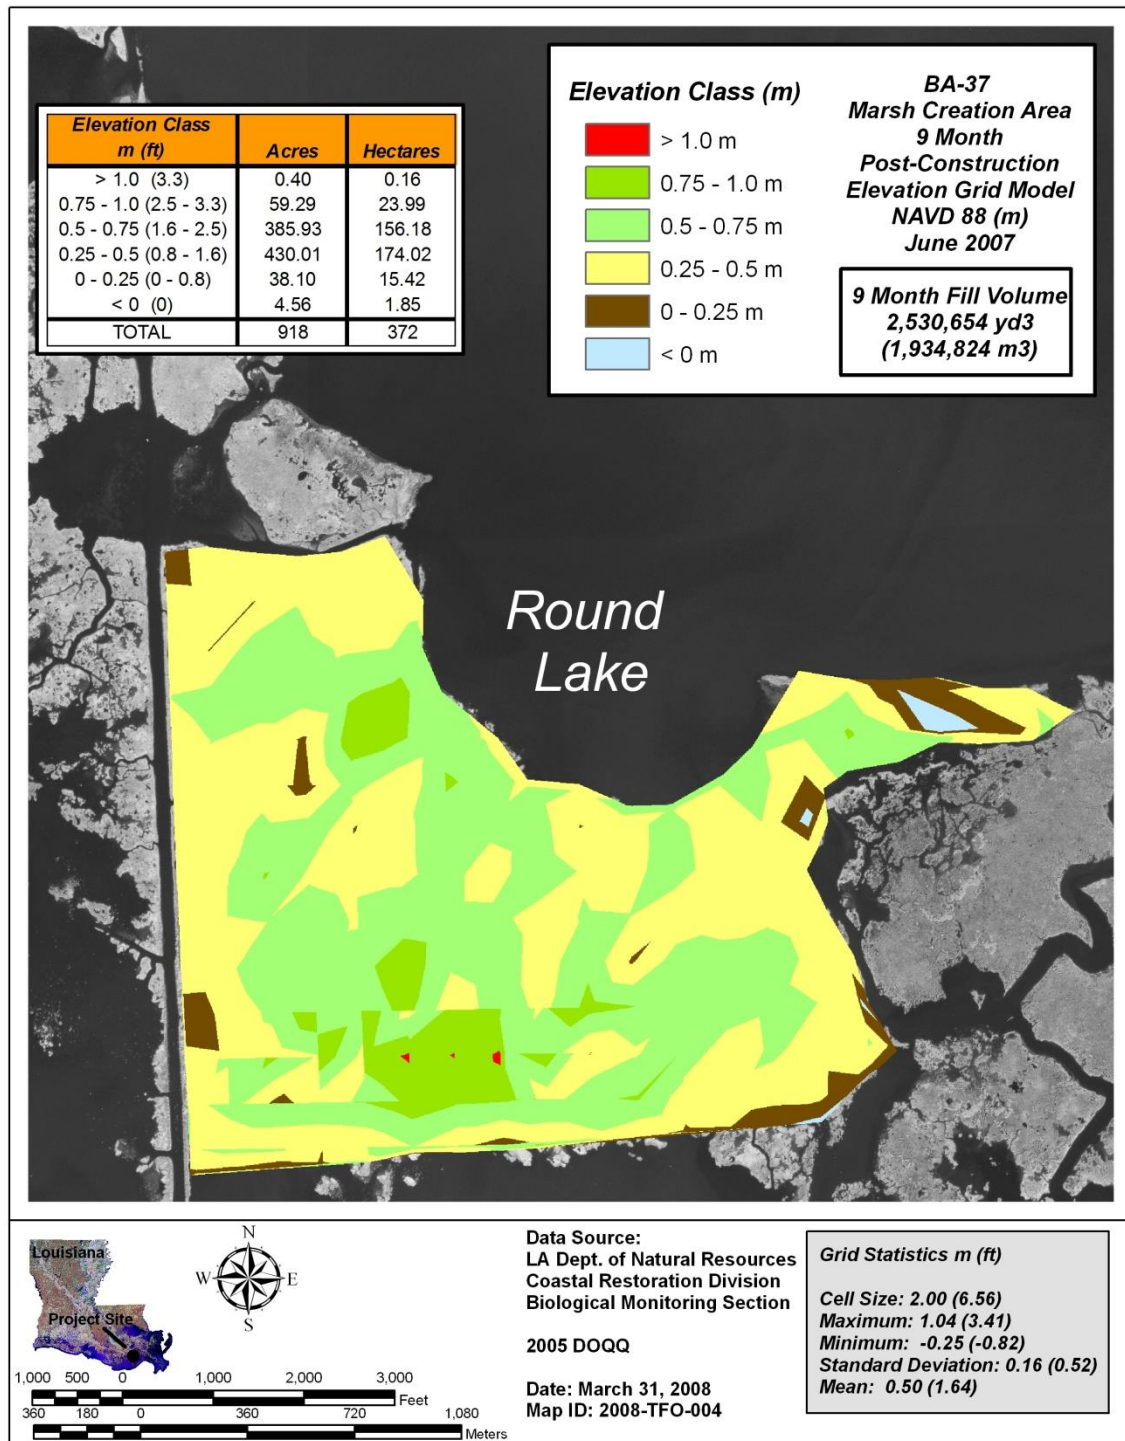 Elevation Class
m (ft) Acres Hectares
> 1.0 (3.3) 0.40 0.16
0.75 - 1.0 (2.5 - 3.3) 59.29 23.99
0.5 - 0.75 (1.6 - 2.5) 385.93 156.18
0.25 - 0.5 (0.8 - 1.6) 430.01 174.02
0 - 0.25 (0 - 0.8) 38.10 15.42
< 0 (0) 4.56 1.85
TOTAL 918 372
Elevation Class (m)
> 1.0 m
0.75 - 1.0 m
0.5 - 0.75 m
0.25 - 0.5 m
0 - 0.25 m
< 0 m
BA-37
Marsh Creation Area
9 Month
Post-Construction
Elevation Grid Model
NAVD 88 (m)
June 2007
9 Month Fill Volume
2,530,654 yd3
(1,934,824 m3)
Round
Lake
Louisiana
Project Site
N
W E
S
1,000 500 0 1,000 2,000 3,000
Feet
360 180 0 360 720 1,080
Meters
Data Source:
LA Dept. of Natural Resources
Coastal Restoration Division
Biological Monitoring Section
2005 DOQQ
Date: March 31, 2008
Map ID: 2008-TFO-004
Grid Statistics m (ft)
Cell Size: 2.00 (6.56)
Maximum: 1.04 (3.41)
Minimum: -0.25 (-0.82)
Standard Deviation: 0.16 (0.52)
Mean: 0.50 (1.64)